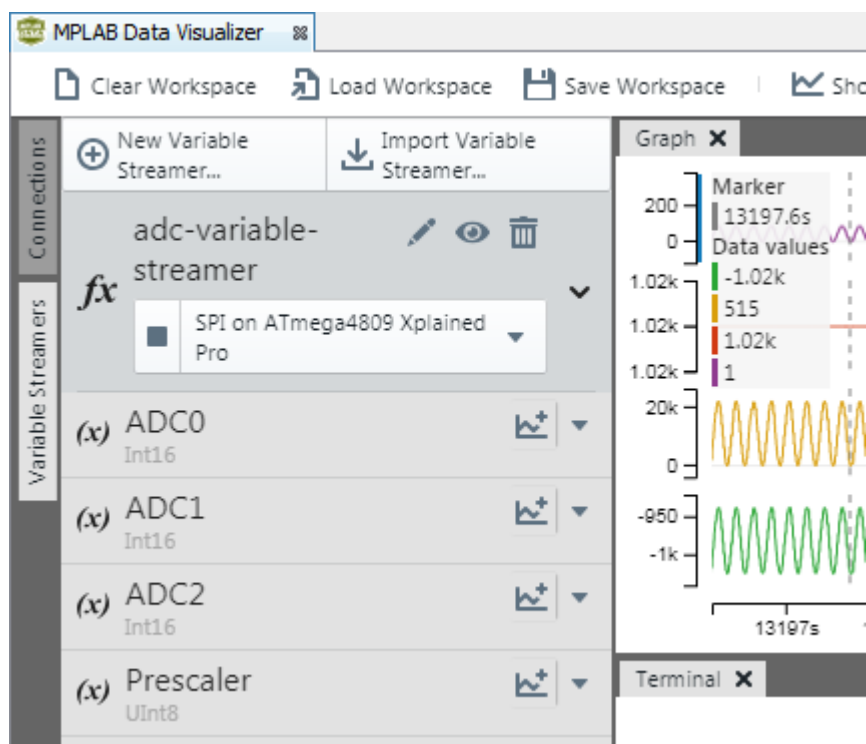 MPLAB Data Visualizer
Clear Workspace
Load Workspace
Save Workspace
Sho
Connections
Variable Streamers
New Variable
Streamer...
Import Variable
Streamer...
adc-variable-
streamer
fx
SPI on ATmega4809 Xplained
Pro
(x) ADC0
Int16
(x) ADC1
Int16
(x) ADC2
Int16
(x) Prescaler
UInt8
Graph
200
0
1.02k
1.02k
1.02k
20k
0
-950
-1k
Marker
13197.6s
Data values
-1.02k
515
1.02k
1
13197s
Terminal